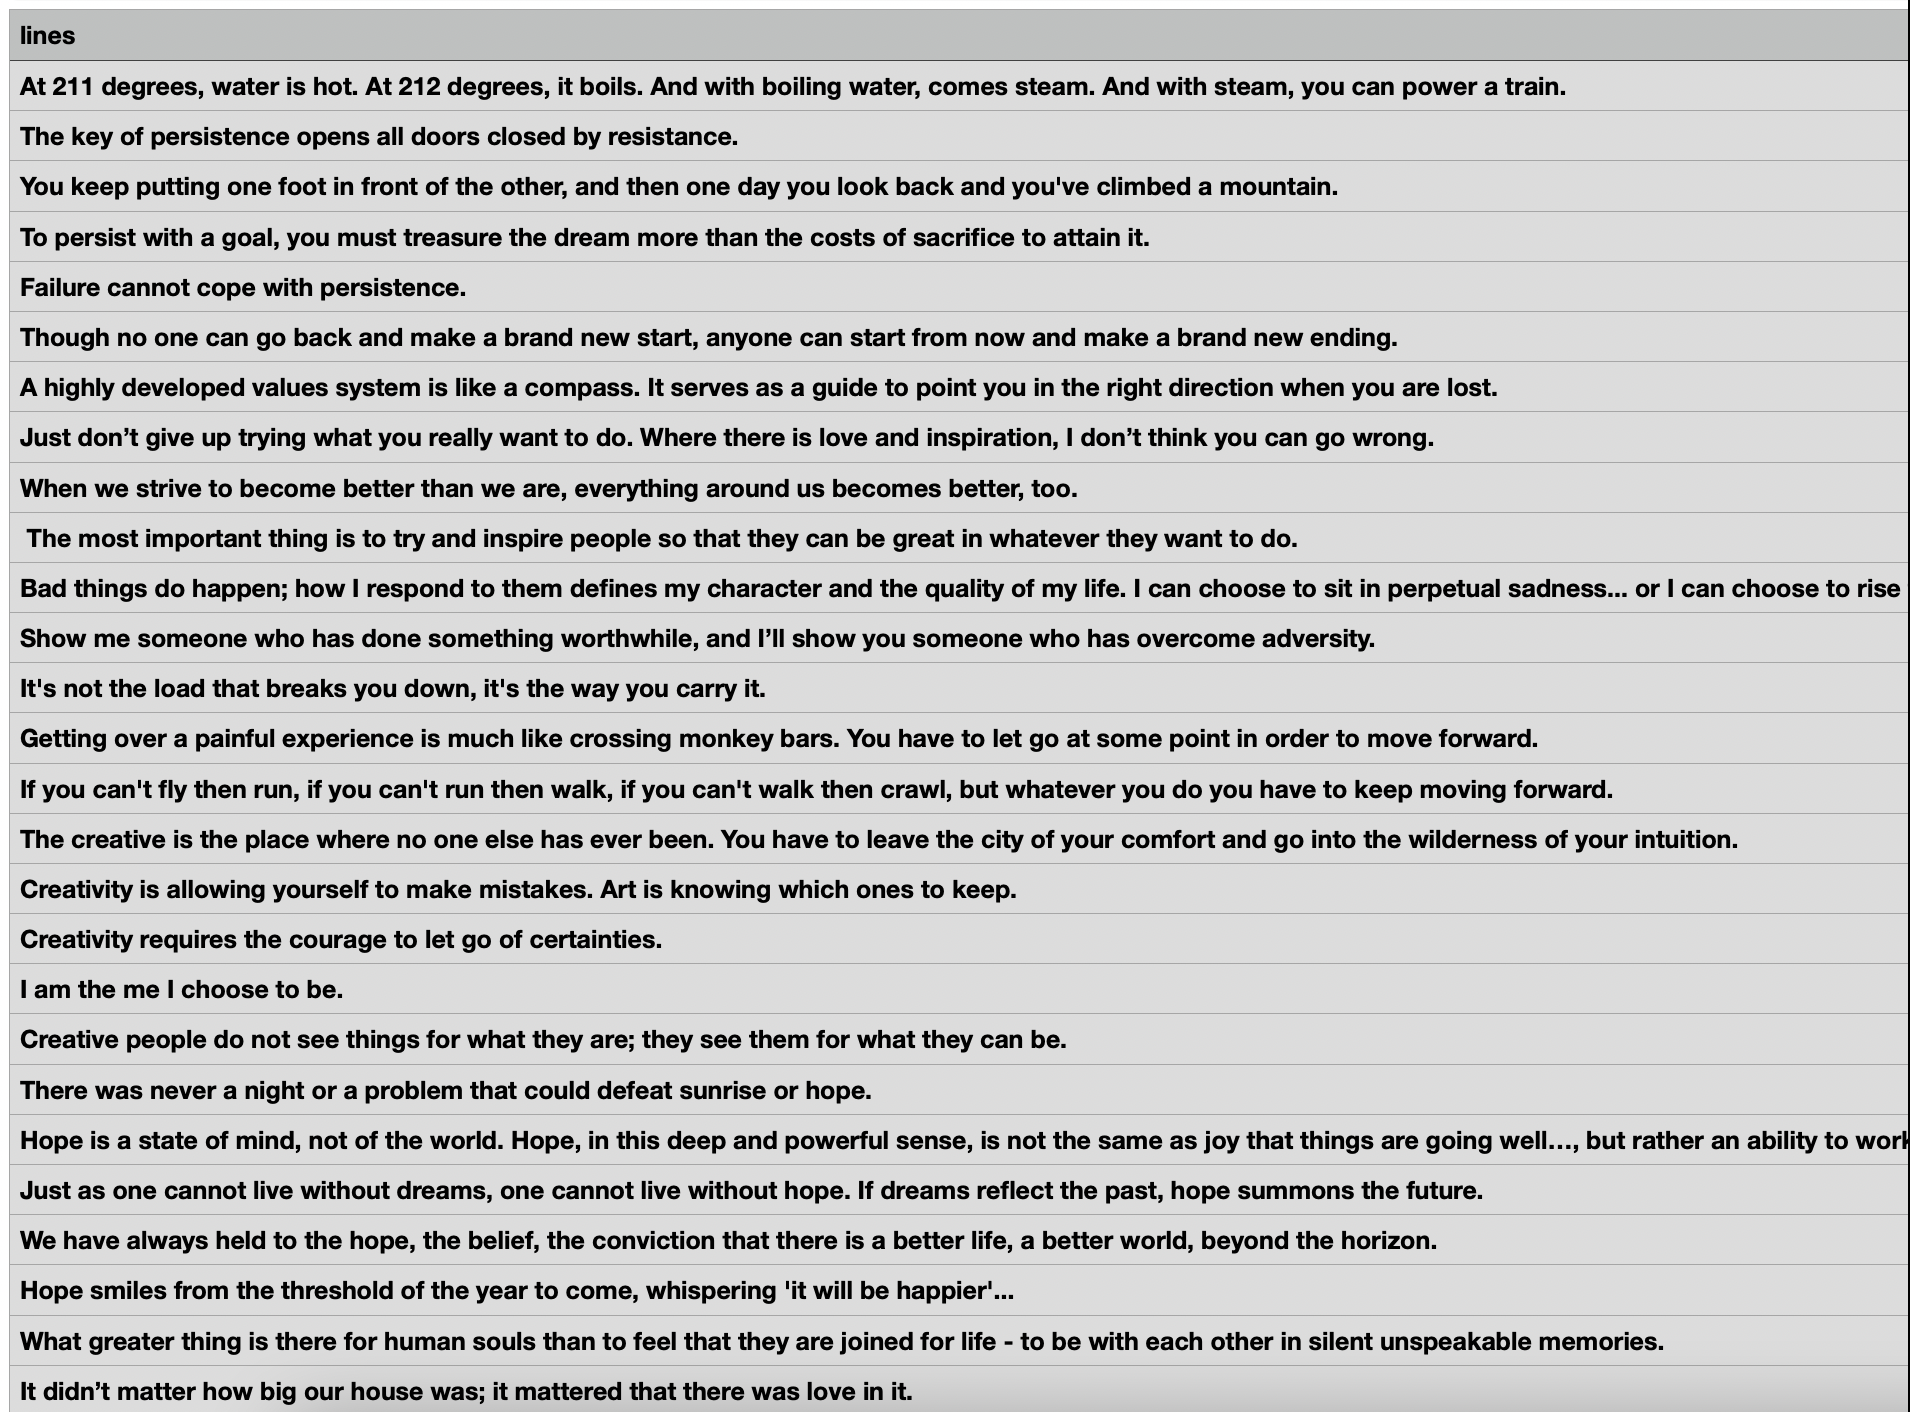 lines
At 211 degrees, water is hot. At 212 degrees, it boils. And with boiling water, comes steam. And with steam, you can power a train.
The key of persistence opens all doors closed by resistance.
You keep putting one foot in front of the other, and then one day you look back and you've climbed a mountain.
To persist with a goal, you must treasure the dream more than the costs of sacrifice to attain it.
Failure cannot cope with persistence.
Though no one can go back and make a brand new start, anyone can start from now and make a brand new ending.
A highly developed values system is like a compass. It serves as a guide to point you in the right direction when you are lost.
Just don’t give up trying what you really want to do. Where there is love and inspiration, I don’t think you can go wrong.
When we strive to become better than we are, everything around us becomes better, too.
The most important thing is to try and inspire people so that they can be great in whatever they want to do.
Bad things do happen; how I respond to them defines my character and the quality of my life. I can choose to sit in perpetual sadness... or I can choose to rise
Show me someone who has done something worthwhile, and I’ll show you someone who has overcome adversity.
It's not the load that breaks you down, it's the way you carry it.
Getting over a painful experience is much like crossing monkey bars. You have to let go at some point in order to move forward.
If you can't fly then run, if you can't run then walk, if you can't walk then crawl, but whatever you do you have to keep moving forward.
The creative is the place where no one else has ever been. You have to leave the city of your comfort and go into the wilderness of your intuition.
Creativity is allowing yourself to make mistakes. Art is knowing which ones to keep.
Creativity requires the courage to let go of certainties.
I am the me I choose to be.
Creative people do not see things for what they are; they see them for what they can be.
There was never a night or a problem that could defeat sunrise or hope.
Hope is a state of mind, not of the world. Hope, in this deep and powerful sense, is not the same as joy that things are going well…, but rather an ability to work
Just as one cannot live without dreams, one cannot live without hope. If dreams reflect the past, hope summons the future.
We have always held to the hope, the belief, the conviction that there is a better life, a better world, beyond the horizon.
Hope smiles from the threshold of the year to come, whispering 'it will be happier'...
What greater thing is there for human souls than to feel that they are joined for life - to be with each other in silent unspeakable memories.
It didn’t matter how big our house was; it mattered that there was love in it.